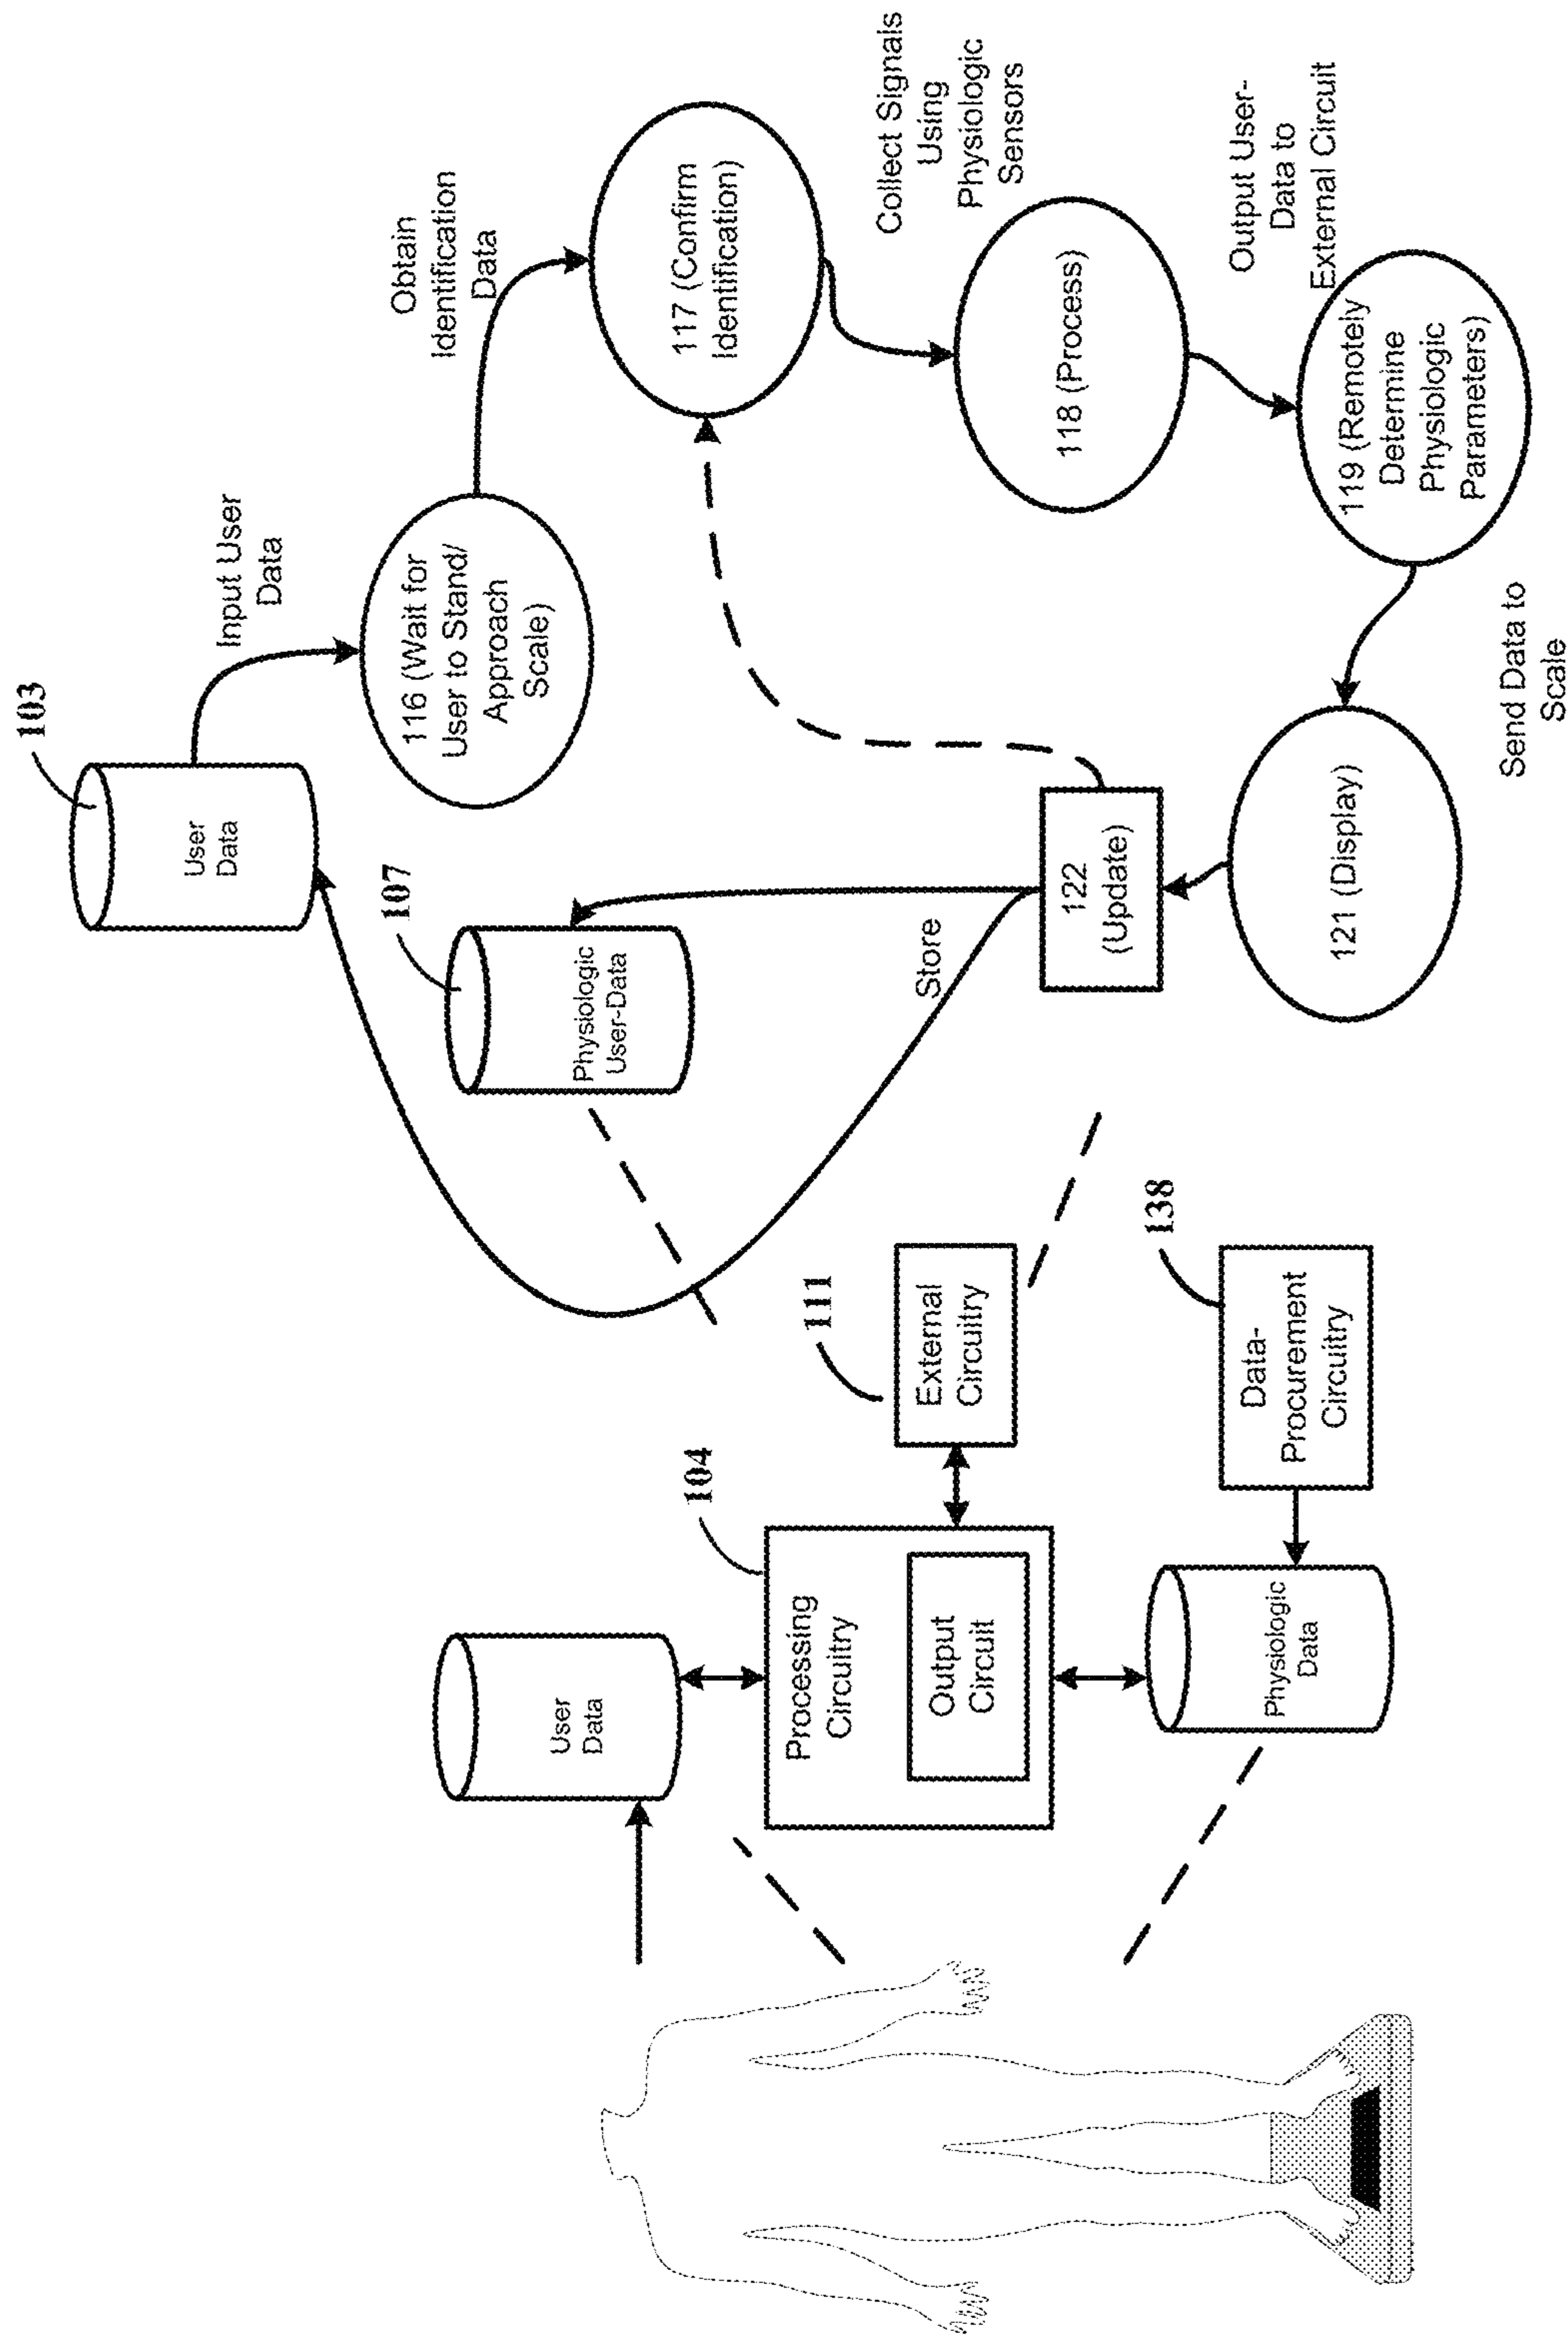 103
User
Data
Input User
Data
116 (Wait for
User to Stand/
Approach
Scale)
Obtain
Identification
Data
117 (Confirm
Identification)
Collect Signals
Using
Physiologic
Sensors
118 (Process)
Output User-
Data to
External Circuit
119 (Remotely
Determine
Physiologic
Parameters)
Send Data to
Scale
121 (Display)
122
(Update)
Store
107
Physiologic
User-Data
User
Data
104
Processing
Circuitry
Output
Circuit
111
External
Circuitry
138
Data-
Procurement
Circuitry
Physiologic
Data